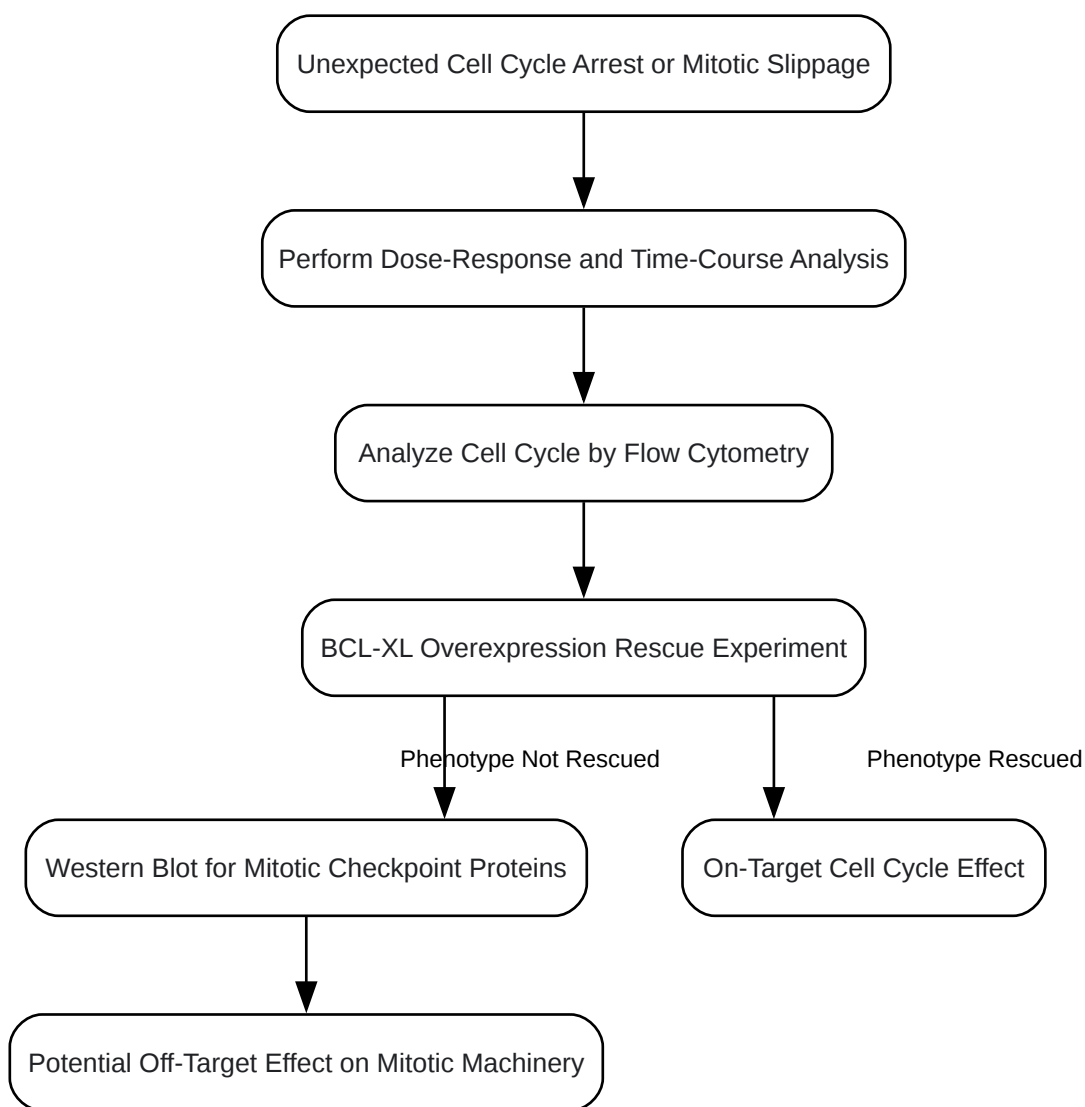 Unexpected Cell Cycle Arrest or Mitotic Slippage
Perform Dose-Response and Time-Course Analysis
Analyze Cell Cycle by Flow Cytometry
BCL-XL Overexpression Rescue Experiment
Phenotype Not Rescued
Phenotype Rescued
Western Blot for Mitotic Checkpoint Proteins
On-Target Cell Cycle Effect
Potential Off-Target Effect on Mitotic Machinery